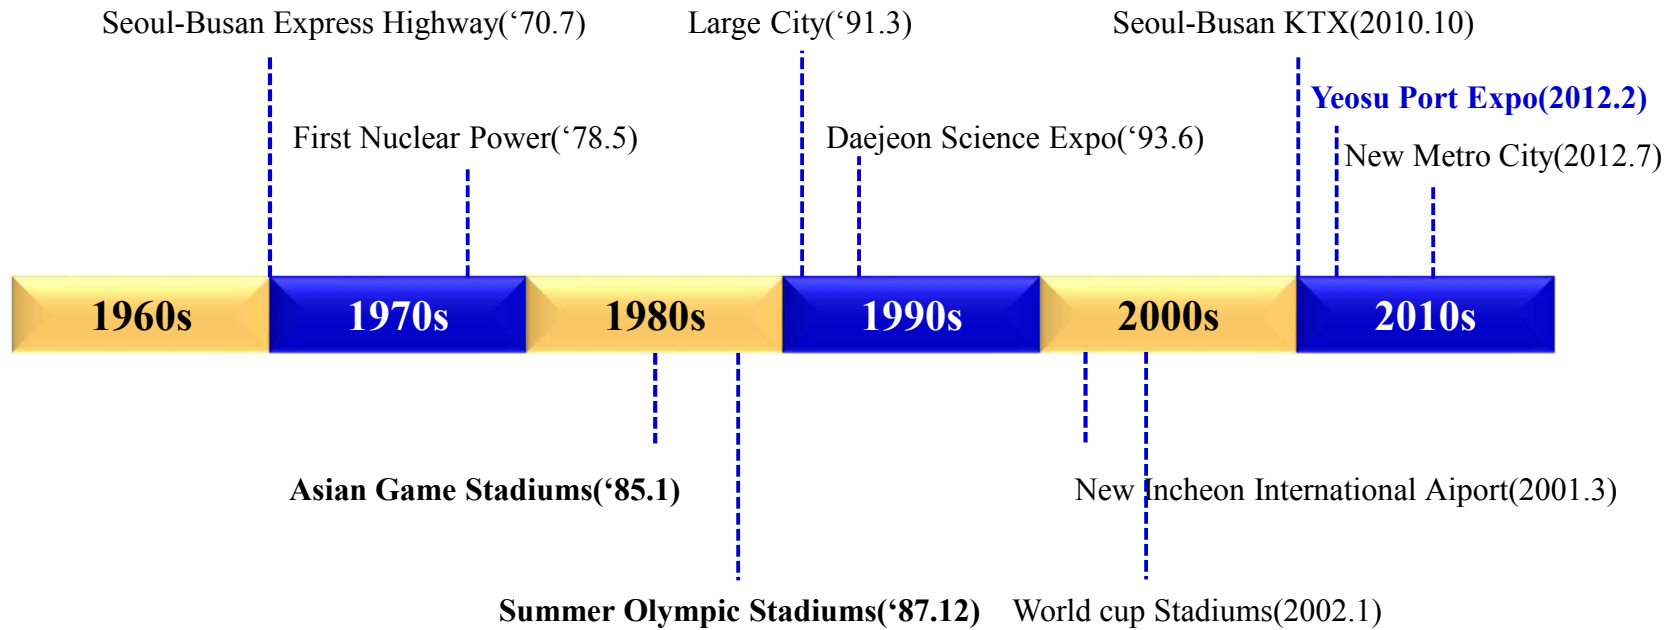 Seoul-Busan Express Highway(‘70.7)
Large City(‘91.3)
Seoul-Busan KTX(2010.10)
Yeosu Port Expo(2012.2)
First Nuclear Power(‘78.5)
Daejeon Science Expo(‘93.6)
New Metro City(2012.7)
1960s
1970s
1980s
1990s
2000s
2010s
Asian Game Stadiums(‘85.1)
New Incheon International Aiport(2001.3)
Summer Olympic Stadiums(‘87.12)
World cup Stadiums(2002.1)